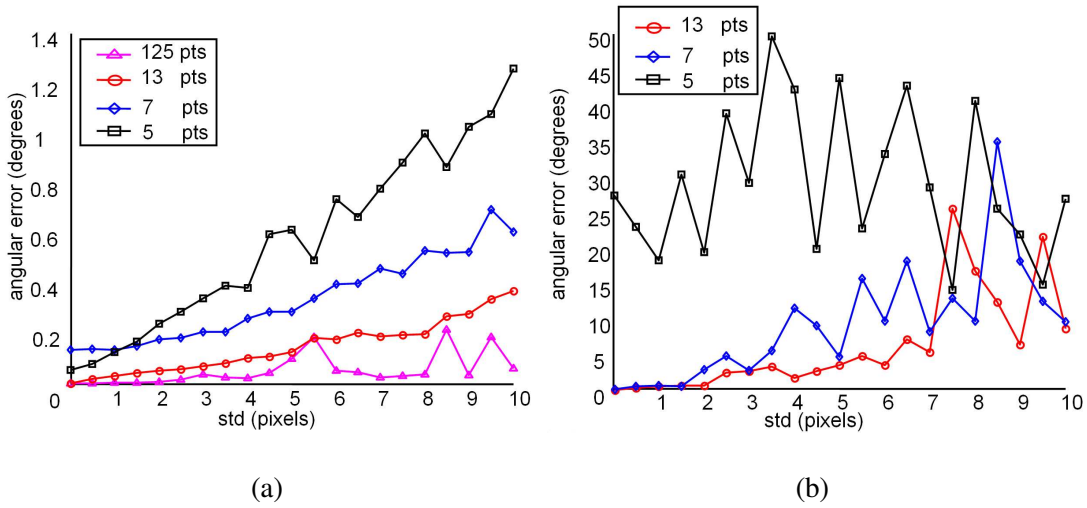 1.4
1.2
1
0.8
0.6
0.4
0.2
0
125 pts
13 pts
7 pts
5 pts
angular error (degrees)
1 2 3 4 5 6 7 8 9 10
std (pixels)
(a)
50
45
40
35
30
25
20
15
10
5
0
13 pts
7 pts
5 pts
angular error (degrees)
1 2 3 4 5 6 7 8 9 10
std (pixels)
(b)